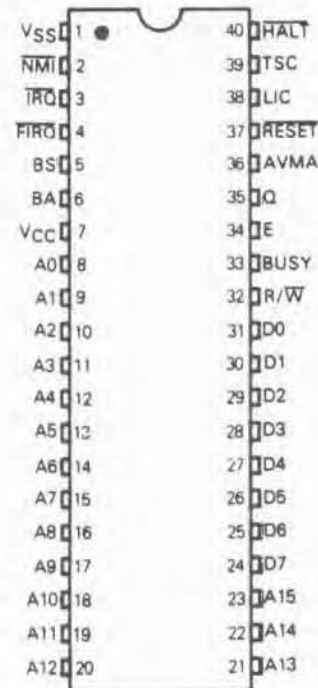 VSS 1 40 HALT
NMI 2 39 TSC
IRQ 3 38 LIC
FIRQ 4 37 RESET
BS 5 36 AVMA
BA 6 35 Q
VCC 7 34 E
A0 8 33 BUSY
A1 9 32 R/W
A2 10 31 D0
A3 11 30 D1
A4 12 29 D2
A5 13 28 D3
A6 14 27 D4
A7 15 26 D5
A8 16 25 D6
A9 17 24 D7
A10 18 23 A15
A11 19 22 A14
A12 20 21 A13